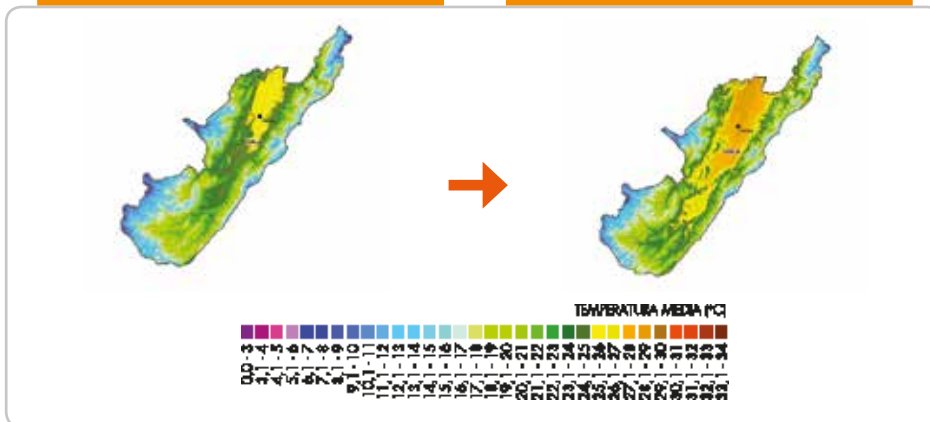 TEMPERATURA MEDIA (°C)
0,0 - 3
3,1 - 4
4,1 - 5
5,1 - 6
6,1 - 7
7,1 - 8
8,1 - 9
9,1 - 10
10,1 - 11
11,1 - 12
12,1 - 13
13,1 - 14
14,1 - 15
15,1 - 16
16,1 - 17
17,1 - 18
18,1 - 19
19,1 - 20
20,1 - 21
21,1 - 22
22,1 - 23
23,1 - 24
24,1 - 25
25,1 - 26
26,1 - 27
27,1 - 28
28,1 - 29
29,1 - 30
30,1 - 31
31,1 - 32
32,1 - 33
33,1 - 34